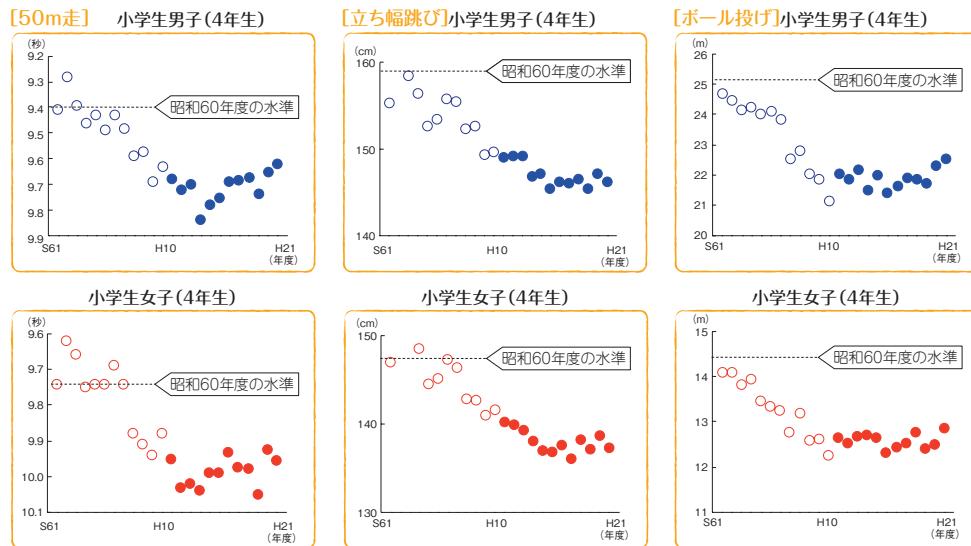 [50m走] 小学生男子(4年生)
(秒)
9.2
9.3
9.4
9.5
9.6
9.7
9.8
9.9
昭和60年度の水準
S61 H10 H21
(年度)
[立ち幅跳び] 小学生男子(4年生)
(cm)
160
150
140
昭和60年度の水準
S61 H10 H21
(年度)
[ボール投げ] 小学生男子(4年生)
(m)
26
25
24
23
22
21
20
昭和60年度の水準
S61 H10 H21
(年度)
小学生女子(4年生)
(秒)
9.6
9.7
9.8
9.9
10.0
10.1
昭和60年度の水準
S61 H10 H21
(年度)
小学生女子(4年生)
(cm)
150
140
130
昭和60年度の水準
S61 H10 H21
(年度)
小学生女子(4年生)
(m)
15
14
13
12
11
昭和60年度の水準
S61 H10 H21
(年度)